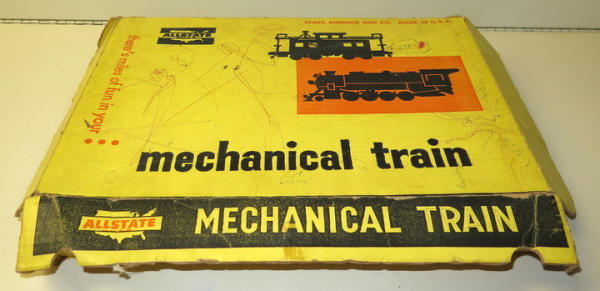 ALLSTATE
SEARS, ROEBUCK AND CO. MADE IN U.S.A.
there's miles of fun in your...
mechanical train
ALLSTATE
MECHANICAL TRAIN